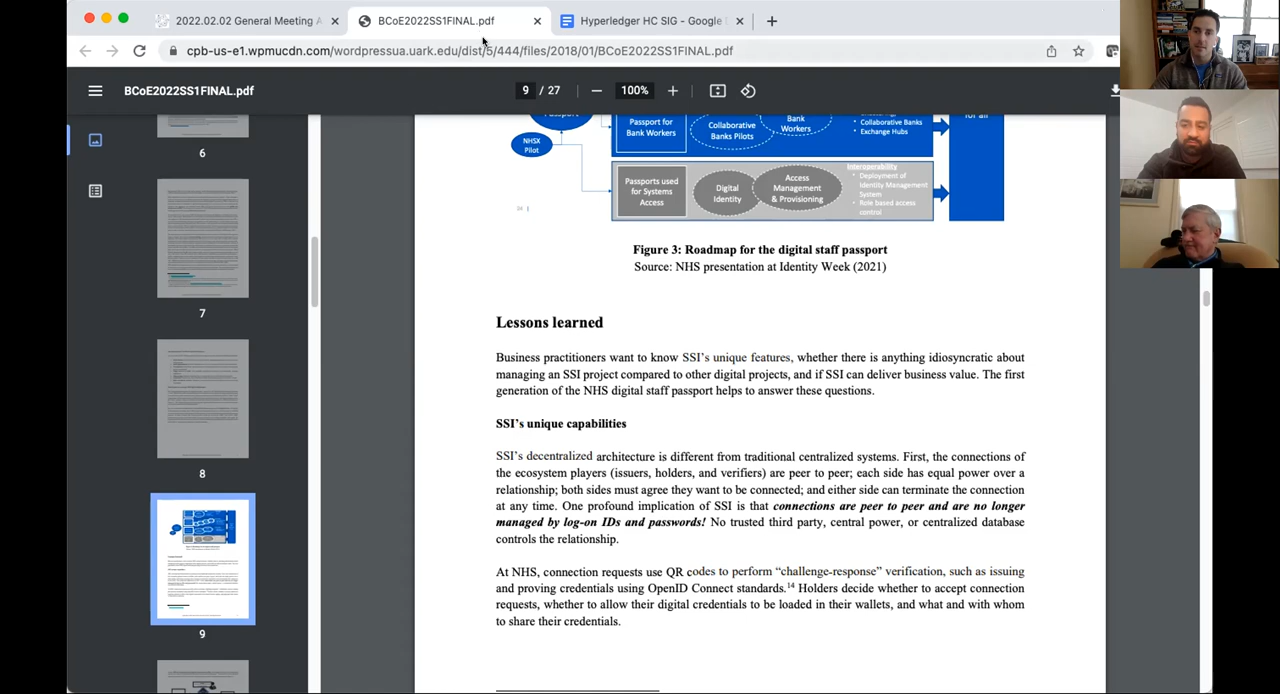 2022.02.02 General Meeting A
BCoE2022SS1FINAL.pdf
Hyperledger HC SIG - Google
cpb-us-e1.wpmucdn.com/wordpressua.uark.edu/dist/5/444/files/2018/01/BCoE2022SS1FINAL.pdf
BCoE2022SS1FINAL.pdf
9 / 27
100%
6
7
8
9
Passport
NHSX
Pilot
Passport for
Bank Workers
Collaborative
Banks Pilots
Bank
Workers
• Collaborative Banks
• Exchange Hubs
for all
Passports used
for Systems
Access
Digital
Identity
Access
Management
& Provisioning
Interoperability
• Deployment of
Identity Management
System
• Role based access
control
Figure 3: Roadmap for the digital staff passport
Source: NHS presentation at Identity Week (2021)
Lessons learned
Business practitioners want to know SSI's unique features, whether there is anything idiosyncratic about
managing an SSI project compared to other digital projects, and if SSI can deliver business value. The first
generation of the NHS digital staff passport helps to answer these questions.
SSI's unique capabilities
SSI's decentralized architecture is different from traditional centralized systems. First, the connections of
the ecosystem players (issuers, holders, and verifiers) are peer to peer; each side has equal power over a
relationship; both sides must agree they want to be connected; and either side can terminate the connection
at any time. One profound implication of SSI is that connections are peer to peer and are no longer
managed by log-on IDs and passwords! No trusted third party, central power, or centralized database
controls the relationship.
At NHS, connection requests use QR codes to perform “challenge-response” verification, such as issuing
and proving credentials using OpenID Connect standards.14 Holders decide whether to accept connection
requests, whether to allow their digital credentials to be loaded in their wallets, and what and with whom
to share their credentials.